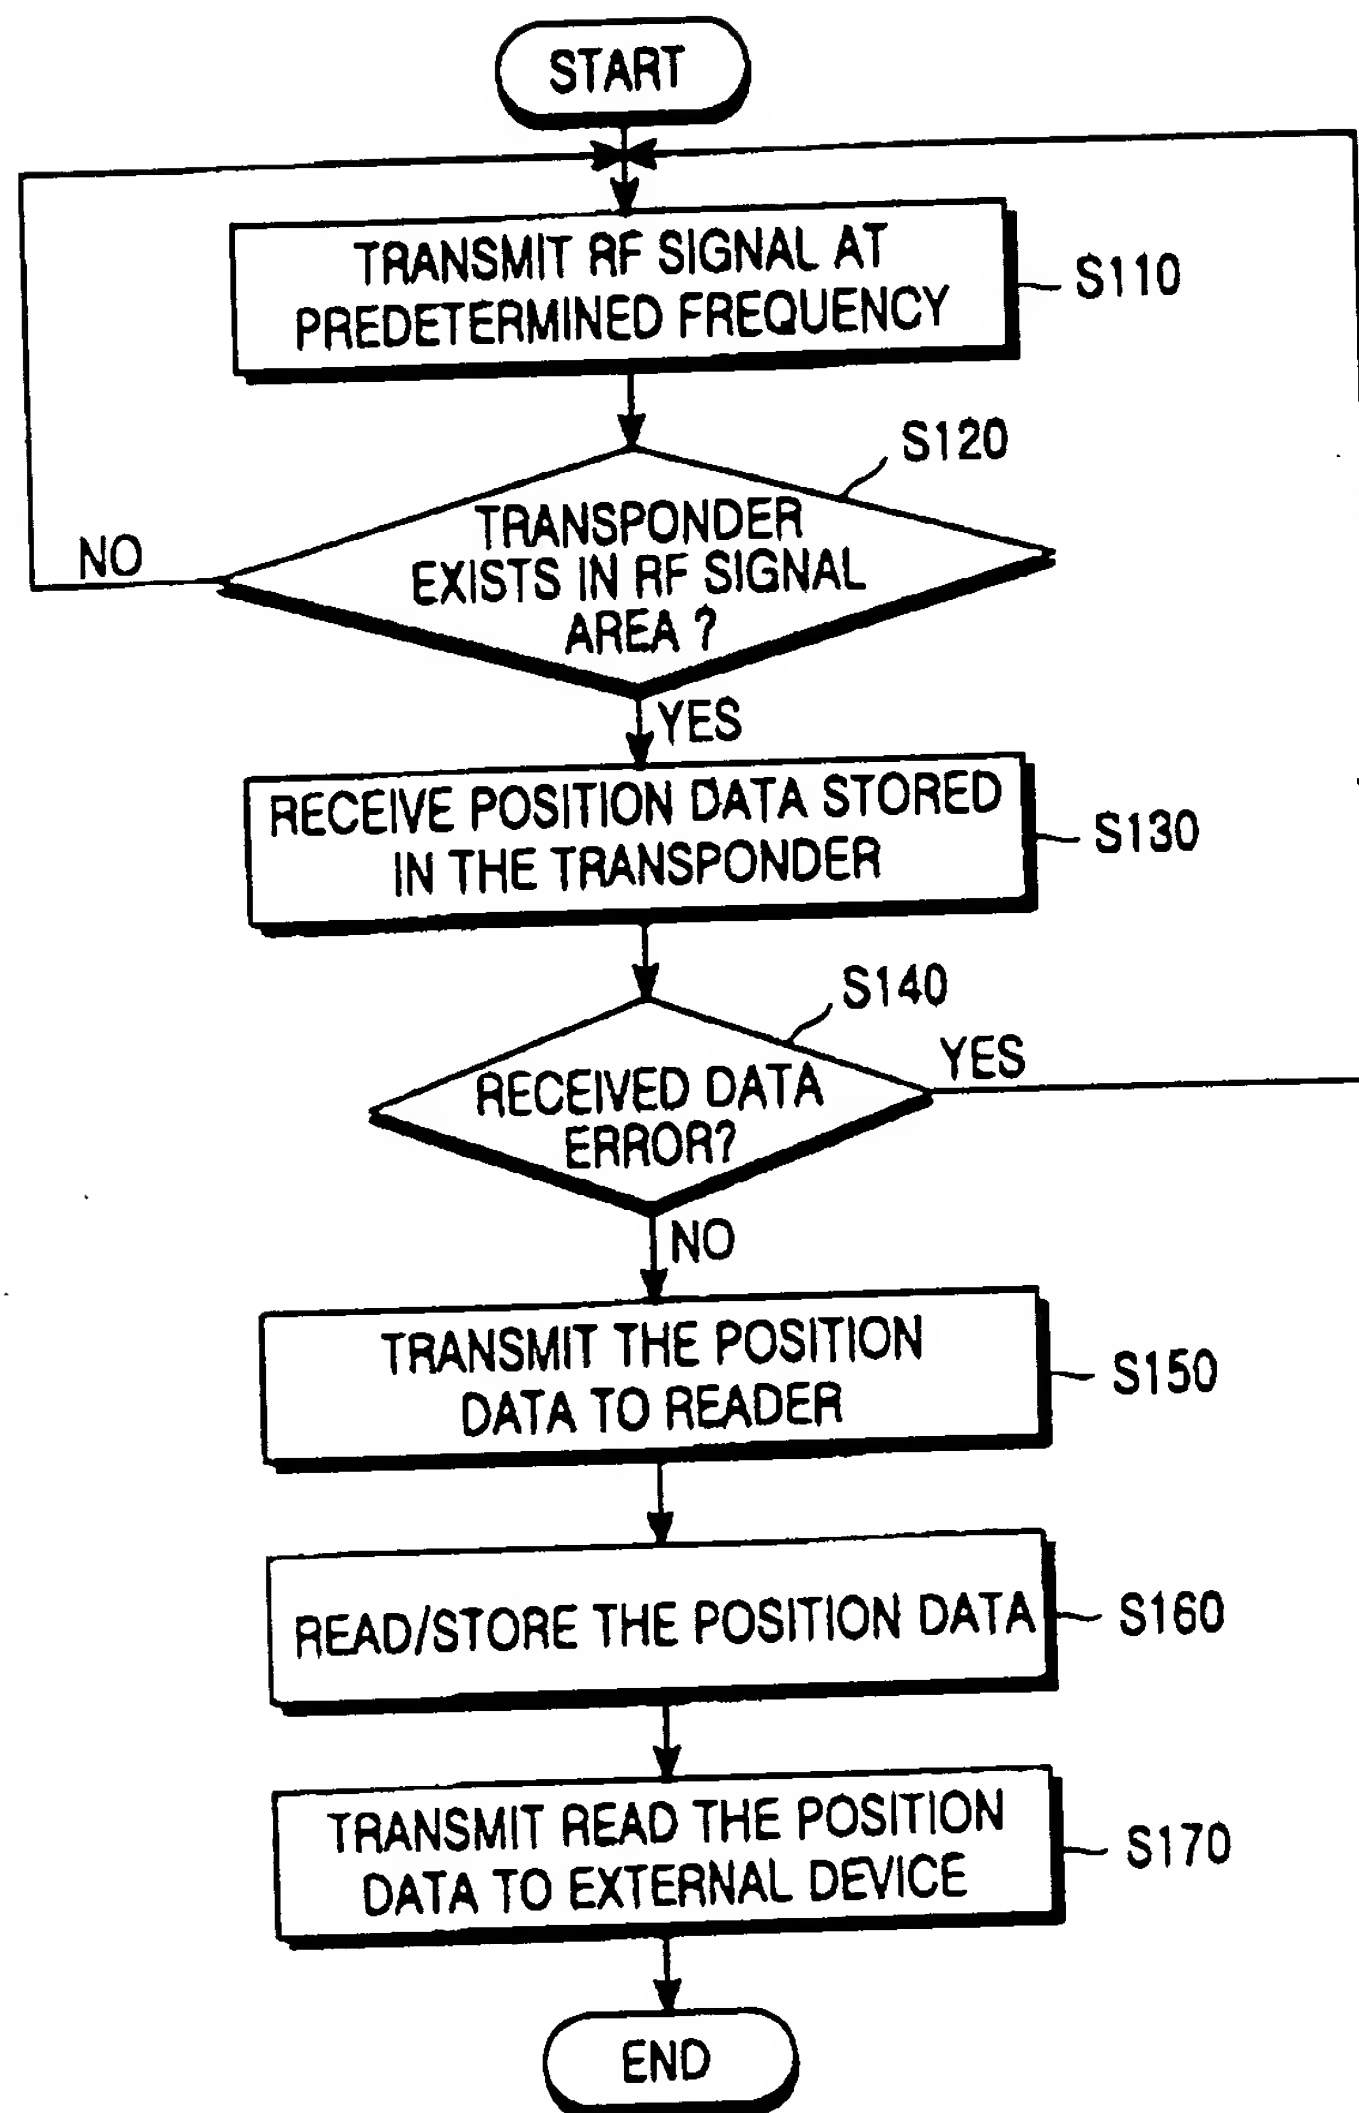 START
TRANSMIT RF SIGNAL AT
PREDETERMINED FREQUENCY
S110
S120
TRANSPONDER
EXISTS IN RF SIGNAL
AREA ?
NO
YES
RECEIVE POSITION DATA STORED
IN THE TRANSPONDER
S130
S140
RECEIVED DATA
ERROR?
YES
NO
TRANSMIT THE POSITION
DATA TO READER
S150
READ/STORE THE POSITION DATA
S160
TRANSMIT READ THE POSITION
DATA TO EXTERNAL DEVICE
S170
END